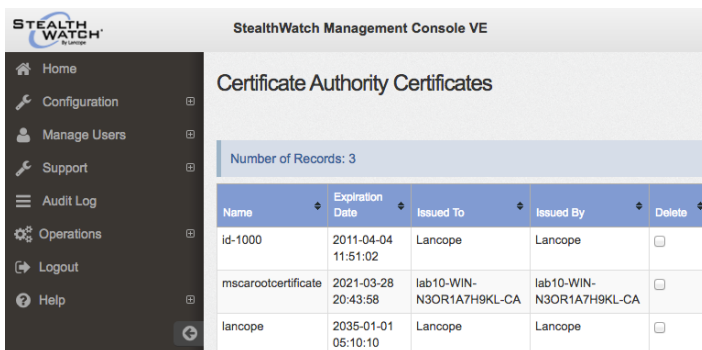 STEALTH
WATCH
By Lancope
StealthWatch Management Console VE
Home
Configuration
Manage Users
Support
Audit Log
Operations
Logout
Help
Certificate Authority Certificates
Number of Records: 3
Name Expiration Date Issued To Issued By Delete
id-1000 2011-04-04 Lancope Lancope
11:51:02
mscarootcertificate 2021-03-28 lab10-WIN- lab10-WIN-
20:43:58 N3OR1A7H9KL-CA N3OR1A7H9KL-CA
lancope 2035-01-01 Lancope Lancope
05:10:10